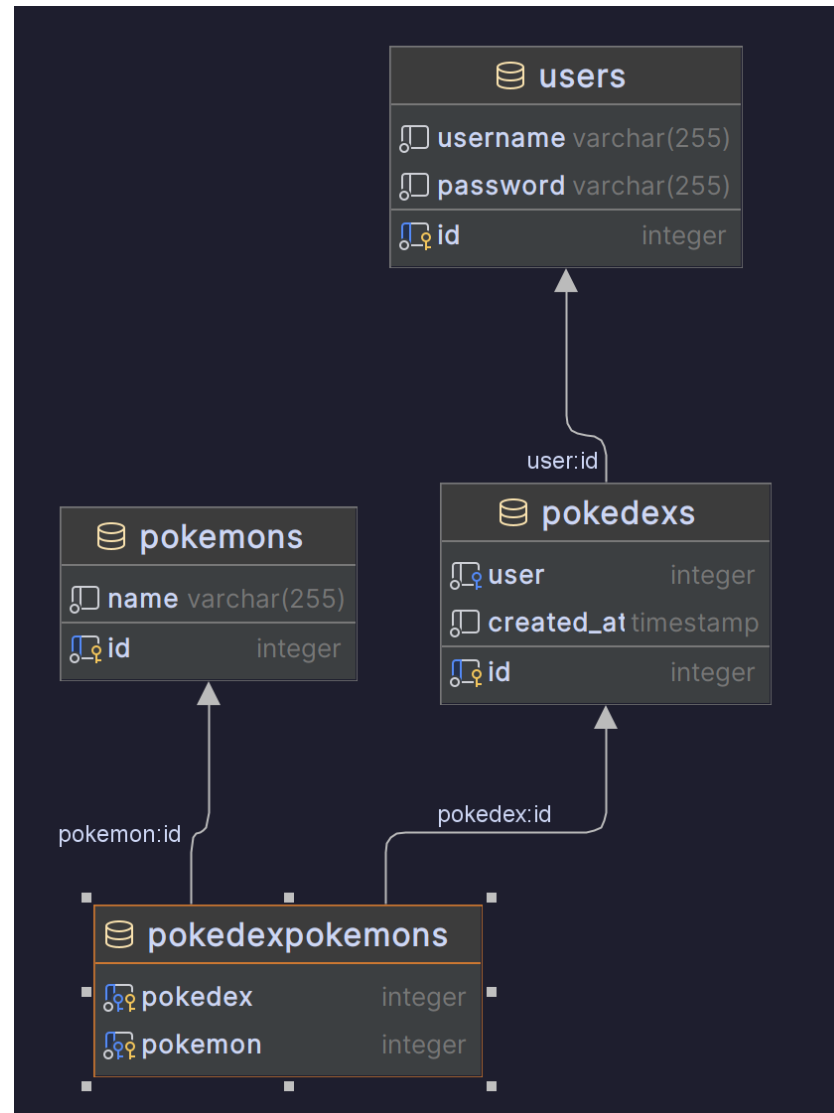 users
username varchar(255)
password varchar(255)
id integer
user:id
pokemons
name varchar(255)
id integer
pokedexs
user integer
created_at timestamp
id integer
pokemon:id
pokedex:id
pokedexpokemons
pokedex integer
pokemon integer